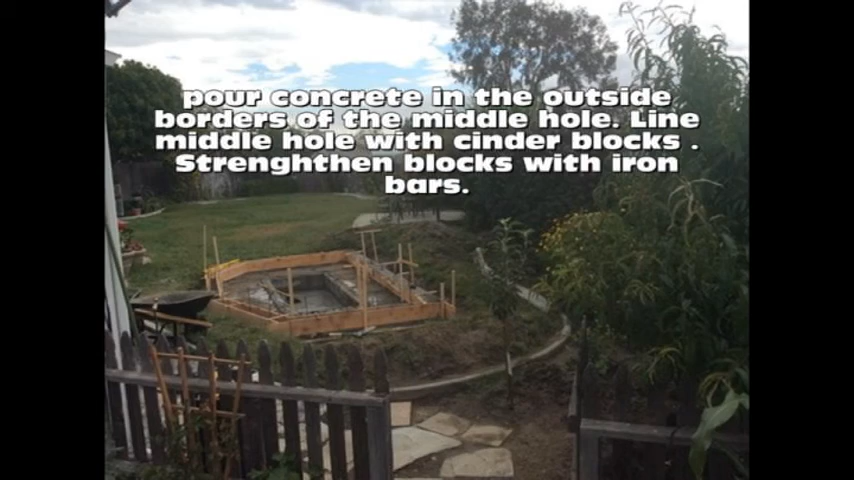 pour concrete in the outside
borders of the middle hole. Line
middle hole with cinder blocks .
Strenghthen blocks with iron
bars.